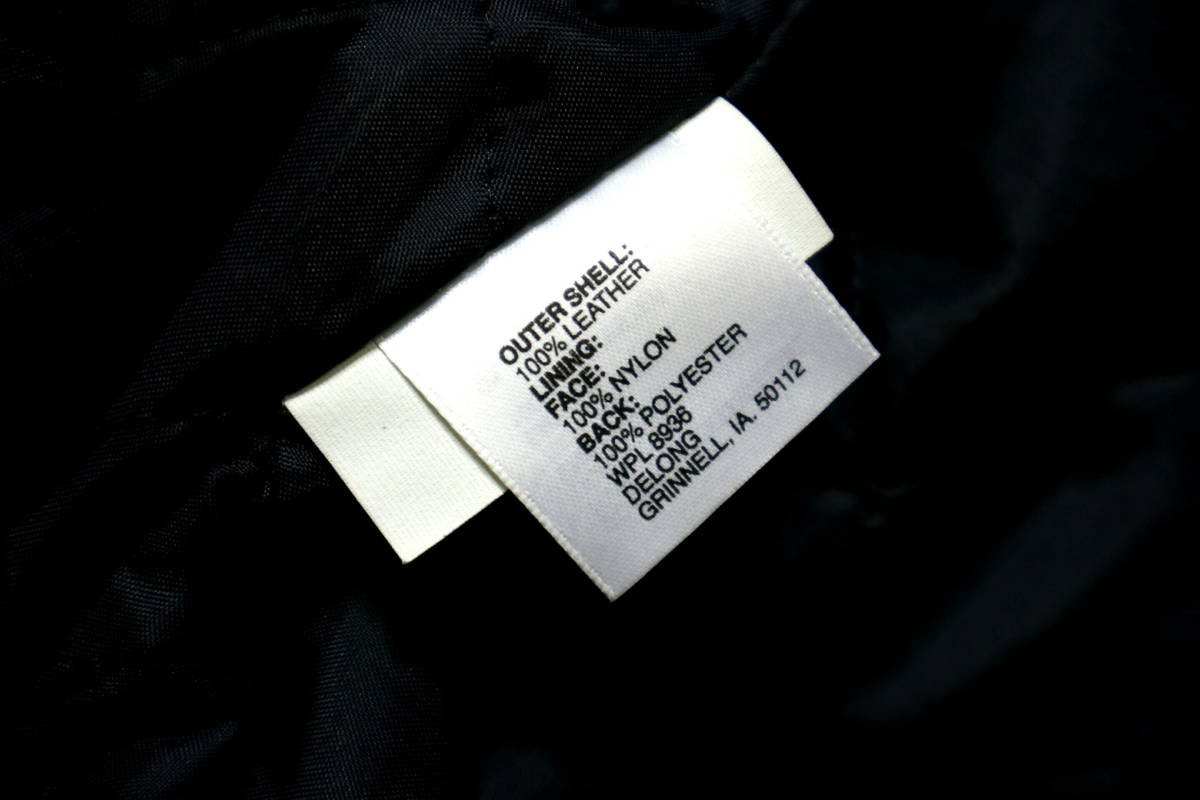 OUTER SHELL:
100% LEATHER
LINING:
FACE:
100% NYLON
BACK:
100% POLYESTER
WPL 8936
DELONG
GRINNELL, IA. 50112